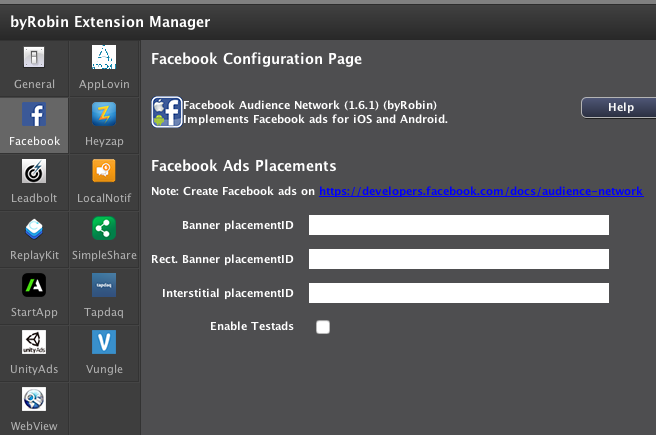 byRobin Extension Manager
General
AppLovin
Facebook
Heyzap
Leadbolt
LocalNotif
ReplayKit
SimpleShare
StartApp
tapdaq
Tapdaq
unityAds
UnityAds
Vungle
WebView
Facebook Configuration Page
Facebook Audience Network (1.6.1) (byRobin)
Implements Facebook ads for iOS and Android.
Help
Facebook Ads Placements
Note: Create Facebook ads on https://developers.facebook.com/docs/audience-network
Banner placementID
Rect. Banner placementID
Interstitial placementID
Enable Testads